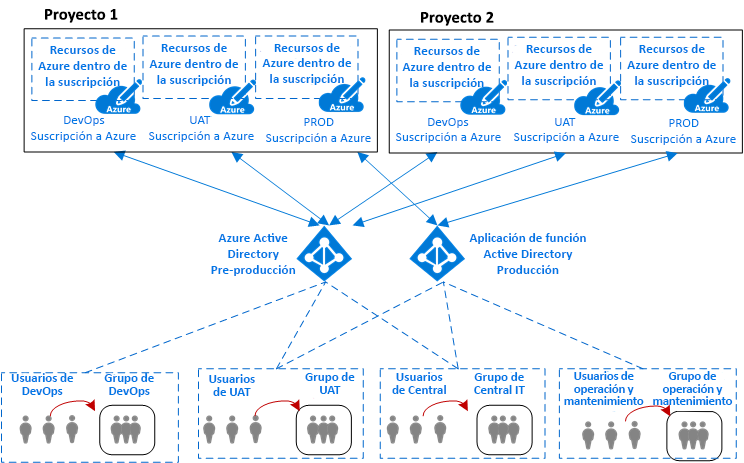 Proyecto 1
Recursos de
Azure dentro de
la suscripción
Azure
DevOps
Suscripción a Azure
Recursos de
Azure dentro de
la suscripción
Azure
UAT
Suscripción a Azure
Recursos de
Azure dentro de
la suscripción
Azure
PROD
Suscripción a Azure
Proyecto 2
Recursos de
Azure dentro de
la suscripción
Azure
DevOps
Suscripción a Azure
Recursos de
Azure dentro de
la suscripción
Azure
UAT
Suscripción a Azure
Recursos de
Azure dentro de
la suscripción
Azure
PROD
Suscripción a Azure
Azure Active
Directory
Pre-producción
Aplicación de función
Active Directory
Producción
Usuarios de
DevOps
Grupo de
DevOps
Usuarios
de UAT
Grupo de
UAT
Usuarios
de Central
Grupo de
Central IT
Usuarios de
operación y
mantenimiento
Grupo de
operación y
mantenimiento